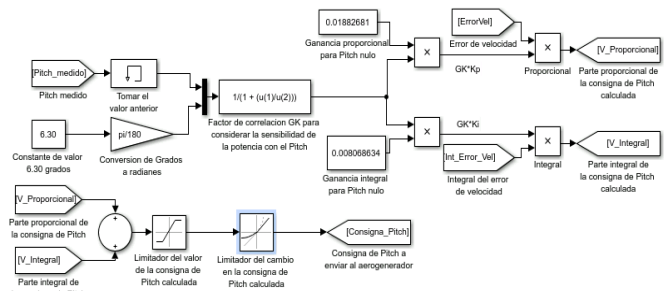 0.01882681
Ganancia proporcional
para Pitch nulo
[ErrorVel]
Error de velocidad
×
GK*Kp
×
Proporcional
[V_Proporcional]
Parte proporcional de
la consigna de Pitch
calculada
[Pitch_medido]
Pitch medido
Tomar el
valor anterior
6.30
Constante de valor
6.30 grados
pi/180
Conversion de Grados
a radianes
1/(1 + (u(1)/u(2)))
Factor de correlacion GK para
considerar la sensibilidad de
la potencia con el Pitch
0.008068634
Ganancia integral
para Pitch nulo
×
GK*Ki
[Int_Error_Vel]
Integral del error
de velocidad
×
Integral
[V_Integral]
Parte integral de
la consigna de Pitch
calculada
[V_Proporcional]
Parte proporcional de
la consigna de Pitch
[V_Integral]
Parte integral de
+
+
Limitador del valor
de la consigna de
Pitch calculada
Limitador del cambio
en la consigna de
Pitch calculada
[Consigna_Pitch]
Consigna de Pitch a
enviar al aerogenerador